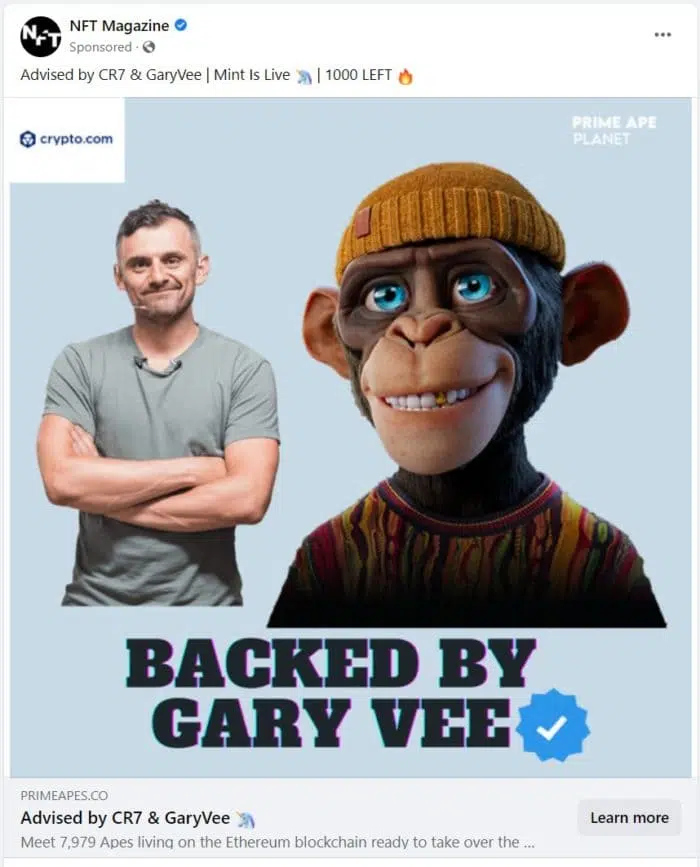 NFT
NFT Magazine
Sponsored ·
Advised by CR7 & GaryVee | Mint Is Live 🦄 | 1000 LEFT 🔥
crypto.com
PRIME APE
PLANET
BACKED BY
GARY VEE
PRIMEAPES.CO
Advised by CR7 & GaryVee 🦄
Learn more
Meet 7,979 Apes living on the Ethereum blockchain ready to take over the ...